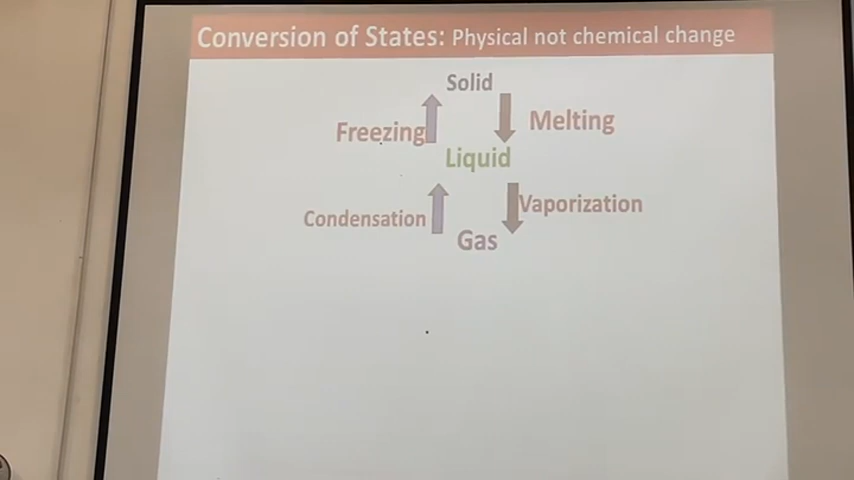 Conversion of States: Physical not chemical change
Solid
Freezing
Melting
Liquid
Condensation
Vaporization
Gas